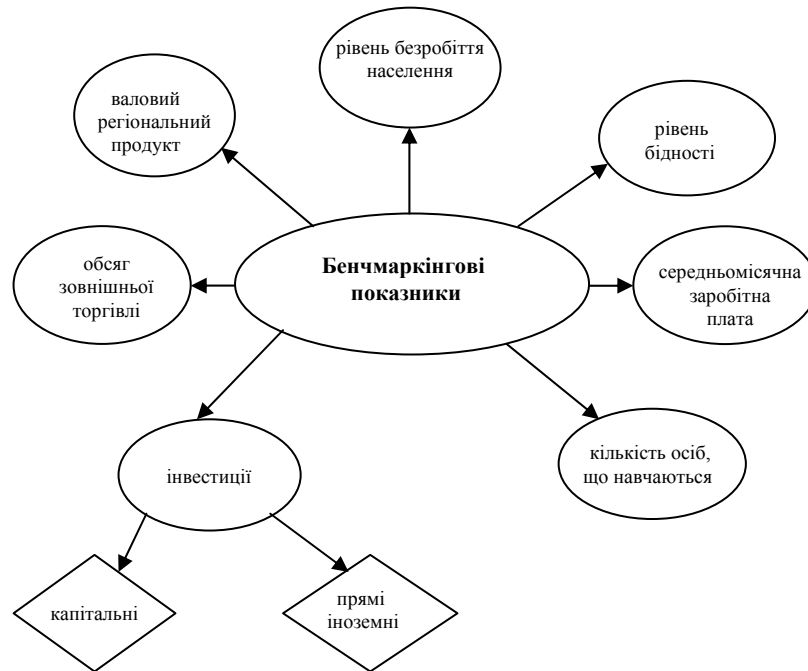 рівень безробіття
населення
валовий
регіональний
продукт
рівень
бідності
обсяг
зовнішньої
торгівлі
Бенчмаркінгові
показники
середньомісячна
заробітна
плата
інвестиції
кількість осіб,
що навчаються
капітальні
прямі
іноземні